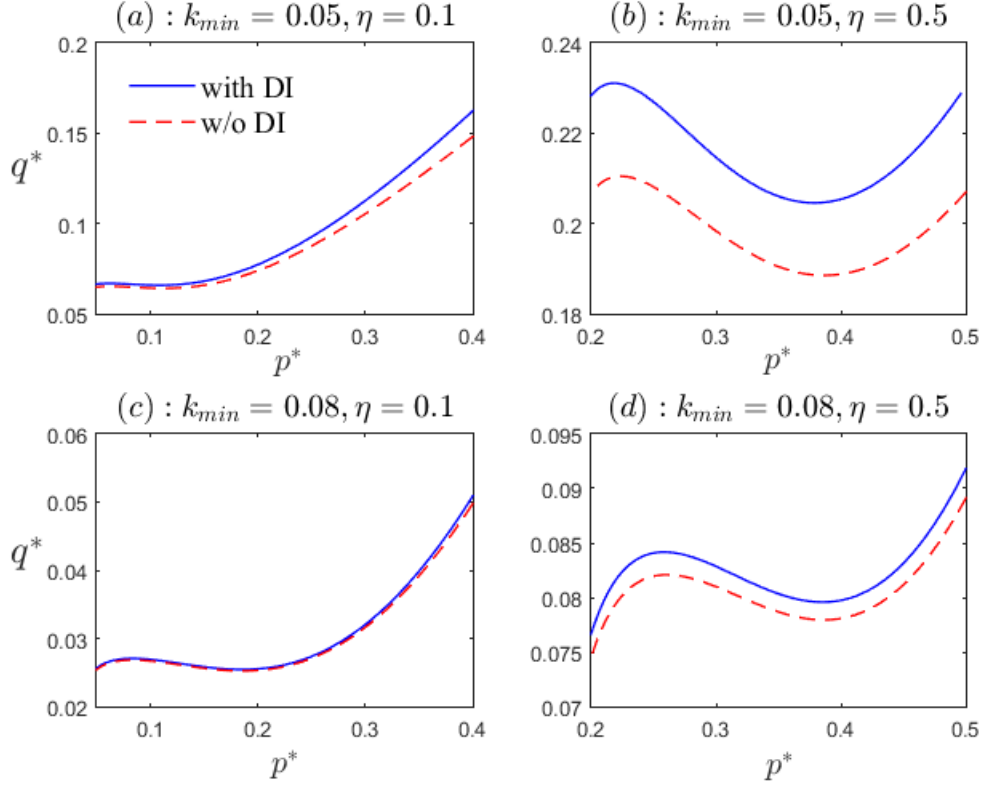 (a) : k_min = 0.05, η = 0.1
0.2
0.15
0.1
0.05
q*
with DI
w/o DI
0.1
0.2
0.3
0.4
p*
(b) : k_min = 0.05, η = 0.5
0.24
0.22
0.2
0.18
0.2
0.3
0.4
0.5
p*
(c) : k_min = 0.08, η = 0.1
0.06
0.05
0.04
0.03
0.02
q*
0.1
0.2
0.3
0.4
p*
(d) : k_min = 0.08, η = 0.5
0.095
0.09
0.085
0.08
0.075
0.07
0.2
0.3
0.4
0.5
p*